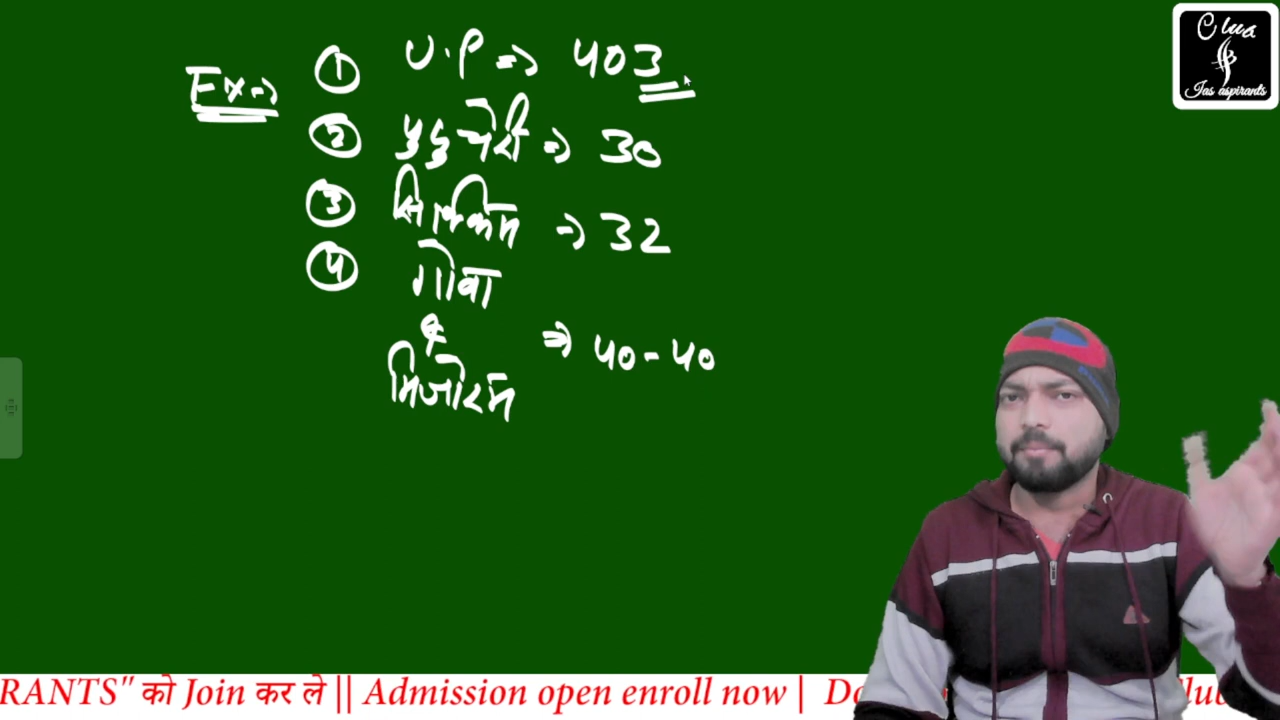 Ex→
① U.P ⇒ 403
② पुदुचेरी ⇒ 30
③ सिक्किम ⇒ 32
④ गोवा
&
मिजोरम ⇒ 40-40
Clua
Ias aspirants
RANTS" को Join कर ले || Admission open enroll now |